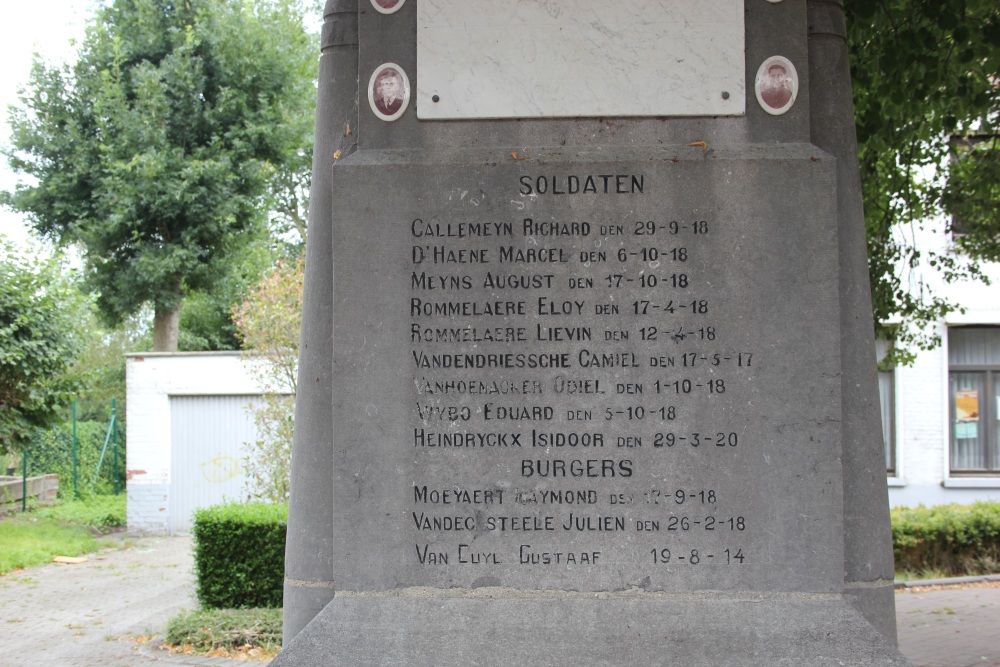 SOLDATEN
CALLEMEYN RICHARD DEN 29-9-18
D'HAENE MARCEL DEN 6-10-18
MEYNS AUGUST DEN 17-10-18
ROMMELAERE ELOY DEN 17-4-18
ROMMELAERE LIEVIN DEN 12-4-18
VANDENDRIESSCHE CAMIEL DEN 17-5-17
VANHOENACKER ODIEL DEN 1-10-18
WYBO EDUARD DEN 5-10-18
HEINDRYCKX ISIDOOR DEN 29-3-20
BURGERS
MOEYAERT RAYMOND DEN 17-9-18
VANDECASTEELE JULIEN DEN 26-2-18
VAN CUYL GUSTAAF 19-8-14